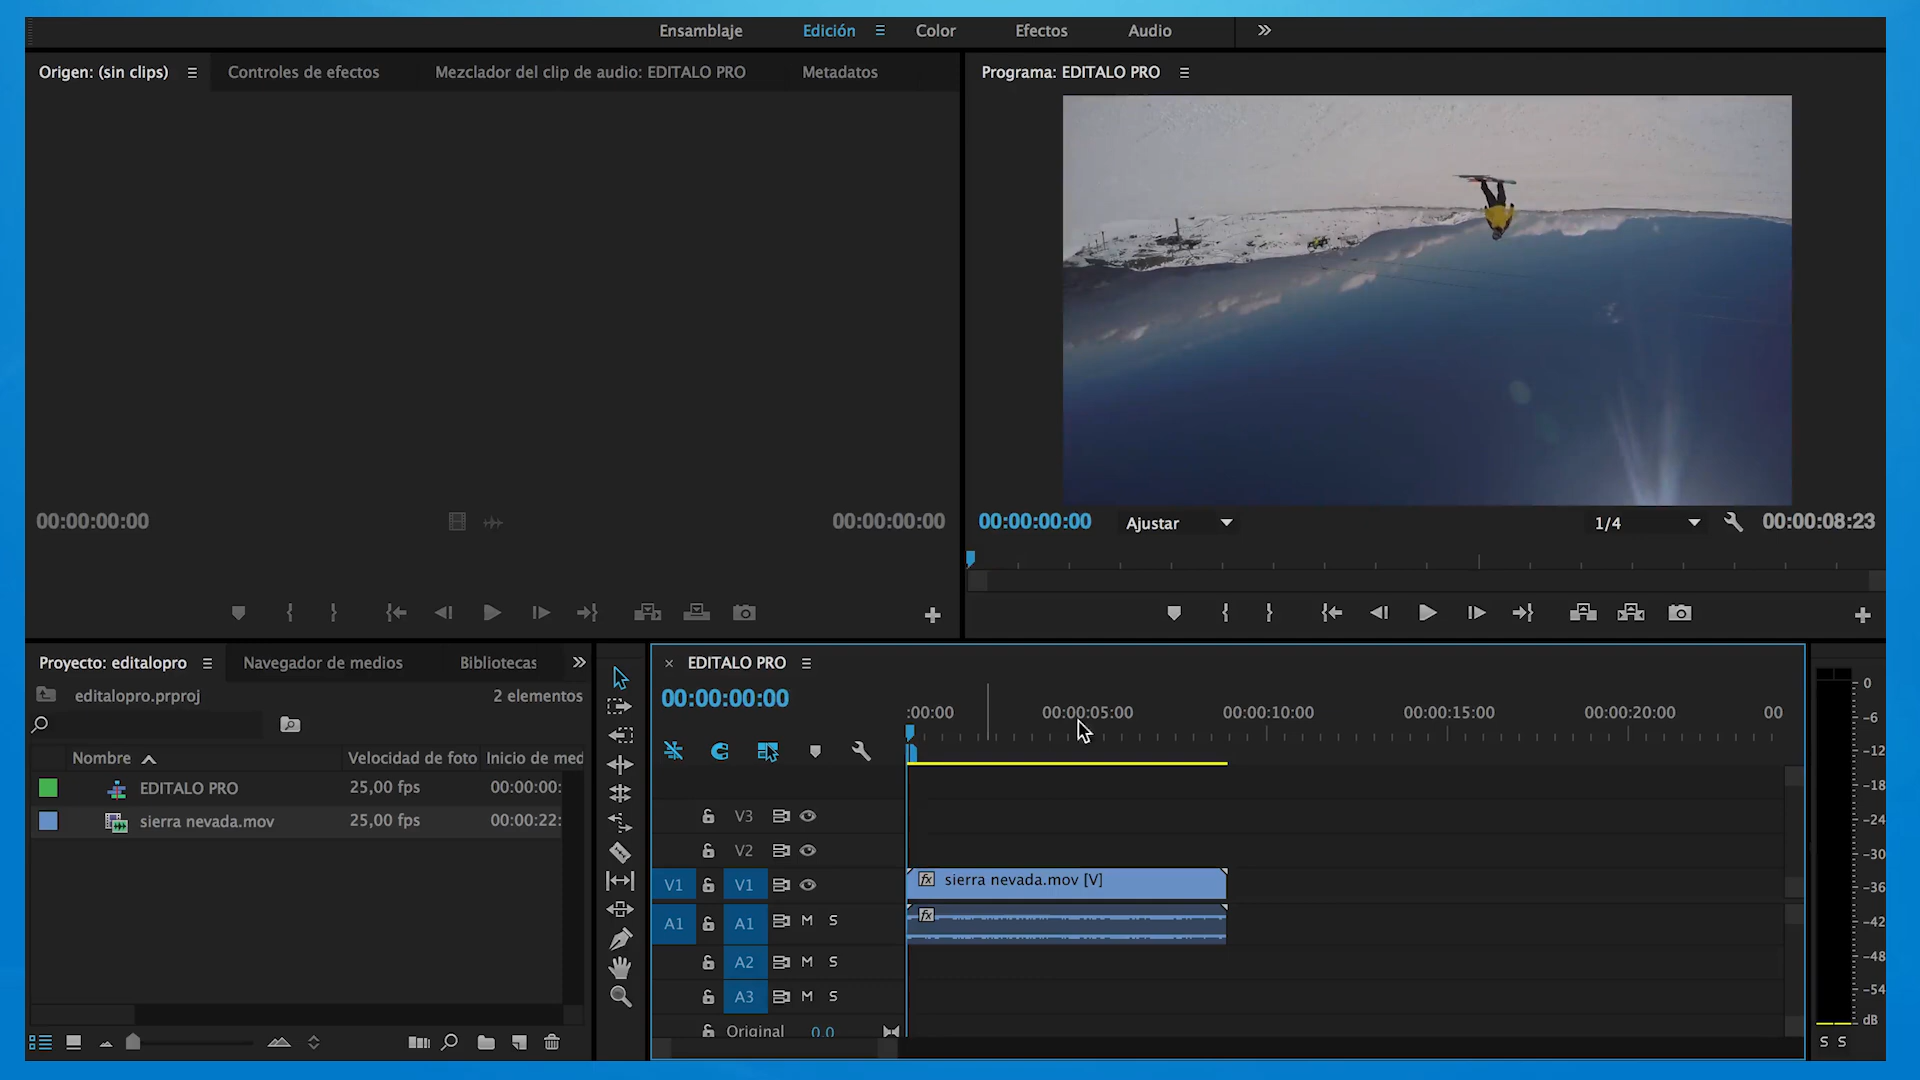 Ensamblaje Edición Color Efectos Audio
Origen: (sin clips) Controles de efectos Mezclador del clip de audio: EDITALO PRO Metadatos
Programa: EDITALO PRO
00:00:00:00 00:00:00:00
00:00:00:00 Ajustar 1/4 00:00:08:23
Proyecto: editalopro Navegador de medios Bibliotecas
editalopro.prproj 2 elementos
Nombre Velocidad de foto Inicio de med
EDITALO PRO 25,00 fps 00:00:00:
sierra nevada.mov 25,00 fps 00:00:22:
EDITALO PRO
00:00:00:00
:00:00 00:00:05:00 00:00:10:00 00:00:15:00 00:00:20:00 00
V3
V2
V1 V1
fx sierra nevada.mov [V]
A1 A1 M S
fx
A2 M S
A3 M S
Original 0,0
0
-6
-12
-18
-24
-30
-36
-42
-48
-54
dB
S S